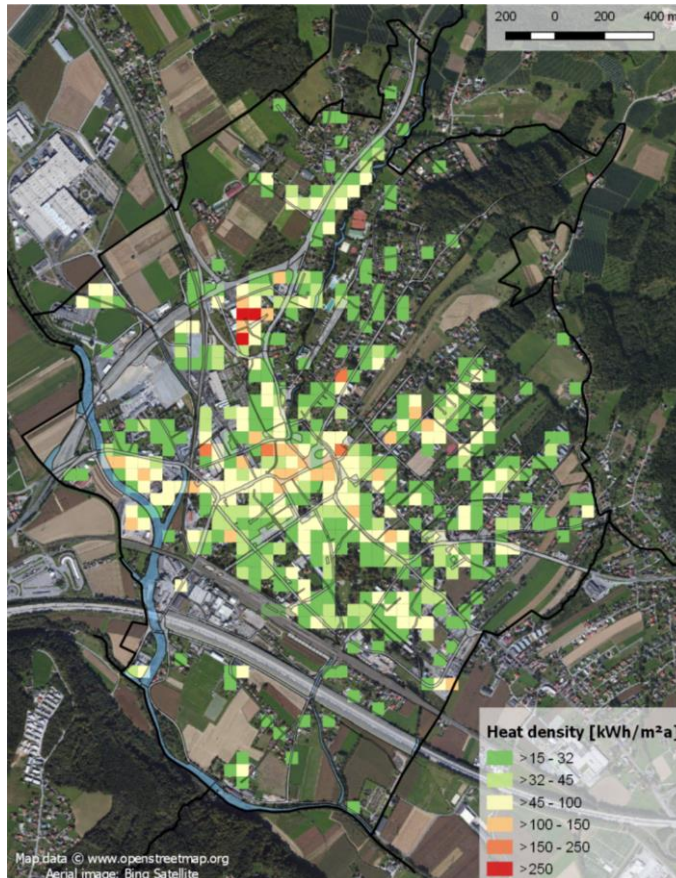 200 0 200 400 m
Heat density [kWh/m²a]
>15 - 32
>32 - 45
>45 - 100
>100 - 150
>150 - 250
>250
Map data © www.openstreetmap.org
Aerial image: Bing Satellite